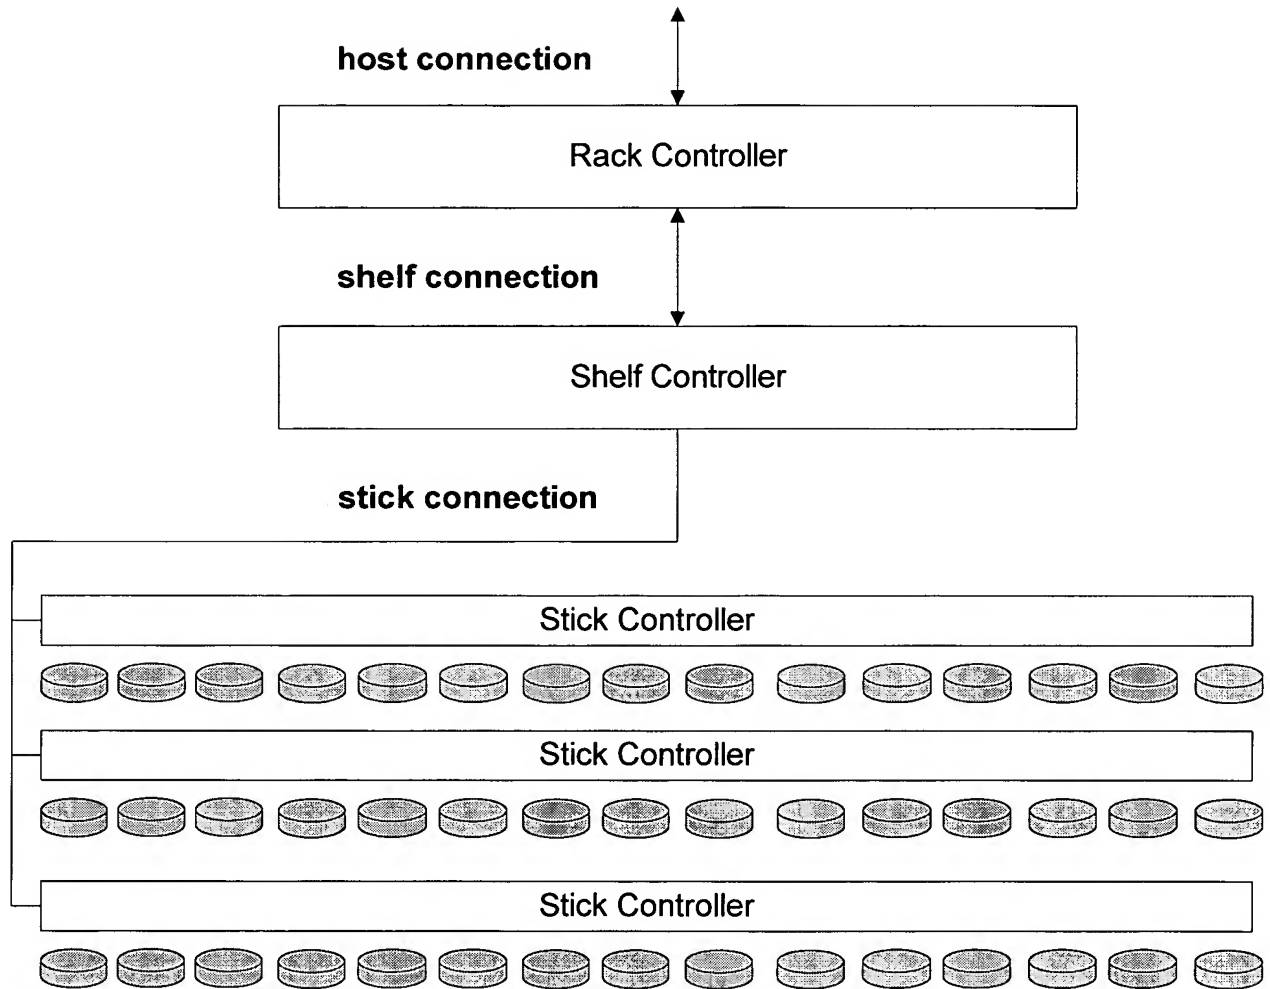 host connection
Rack Controller
shelf connection
Shelf Controller
stick connection
Stick Controller
Stick Controller
Stick Controller